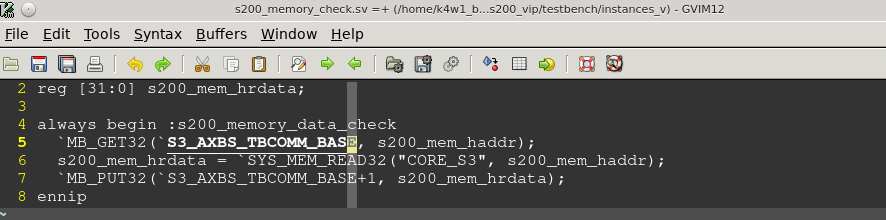 s200_memory_check.sv =+ (/home/k4w1_b...s200_vip/testbench/instances_v) - GVIM12
File Edit Tools Syntax Buffers Window Help
2 reg [31:0] s200_mem_hrdata;
3
4 always begin :s200_memory_data_check
5 `MB_GET32(`S3_AXBS_TBCOMM_BASE, s200_mem_haddr);
6 s200_mem_hrdata = `SYS_MEM_READ32("CORE_S3", s200_mem_haddr);
7 `MB_PUT32(`S3_AXBS_TBCOMM_BASE+1, s200_mem_hrdata);
8 ennip